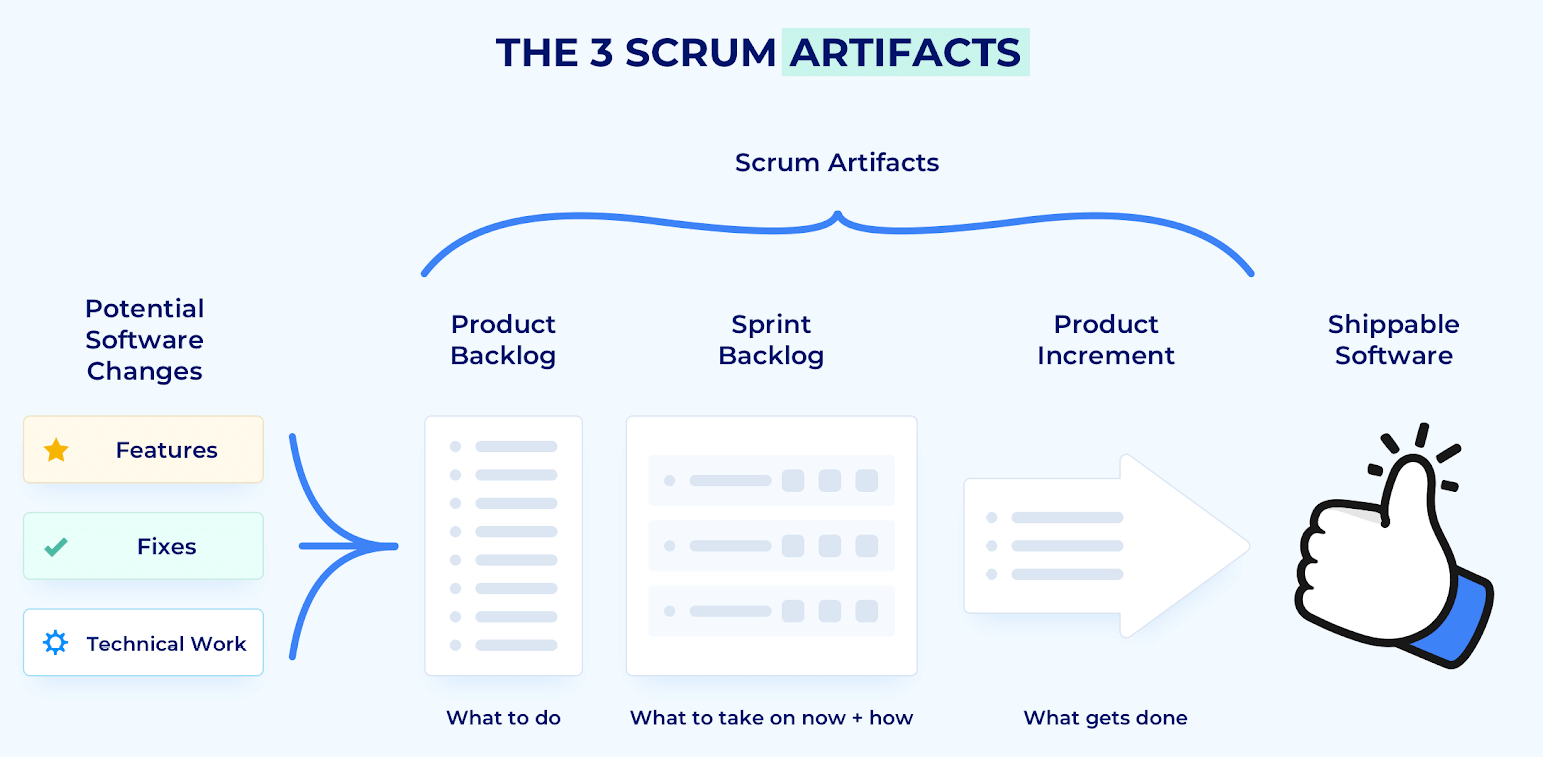 THE 3 SCRUM ARTIFACTS
Scrum Artifacts
Potential
Software
Changes
Features
Fixes
Technical Work
Product
Backlog
What to do
Sprint
Backlog
What to take on now + how
Product
Increment
What gets done
Shippable
Software